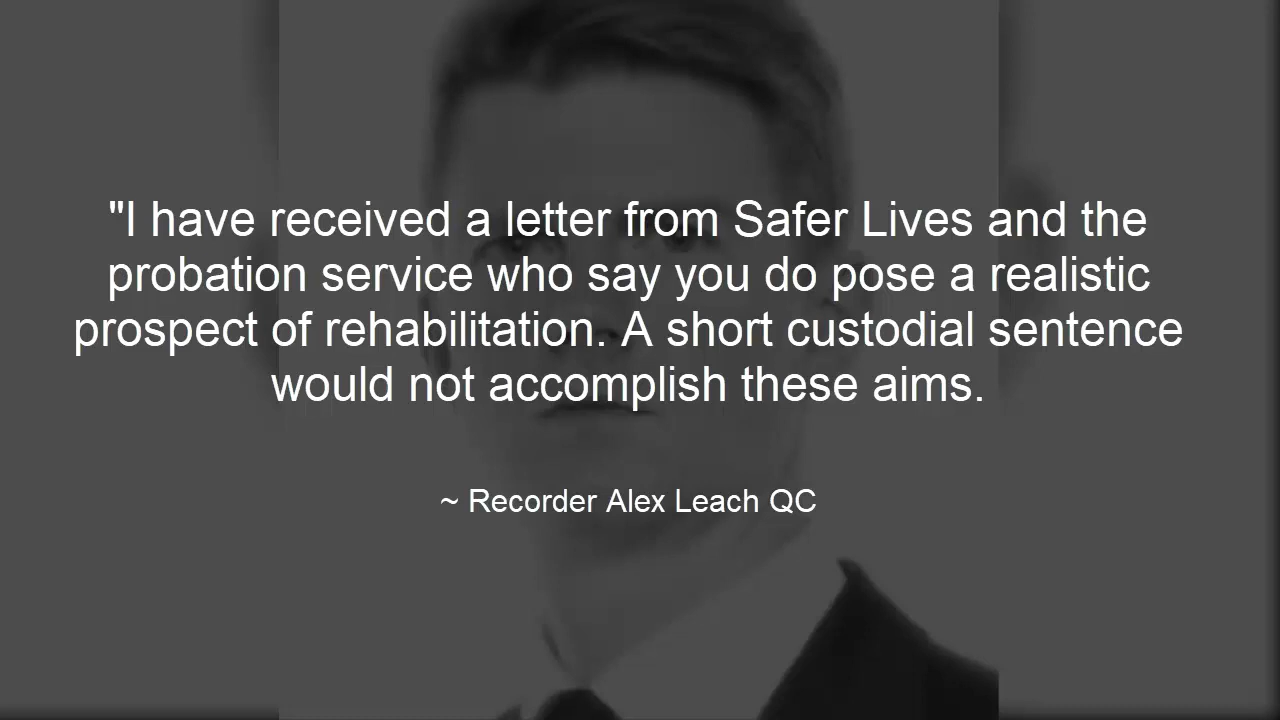 "I have received a letter from Safer Lives and the
probation service who say you do pose a realistic
prospect of rehabilitation. A short custodial sentence
would not accomplish these aims.
~ Recorder Alex Leach QC